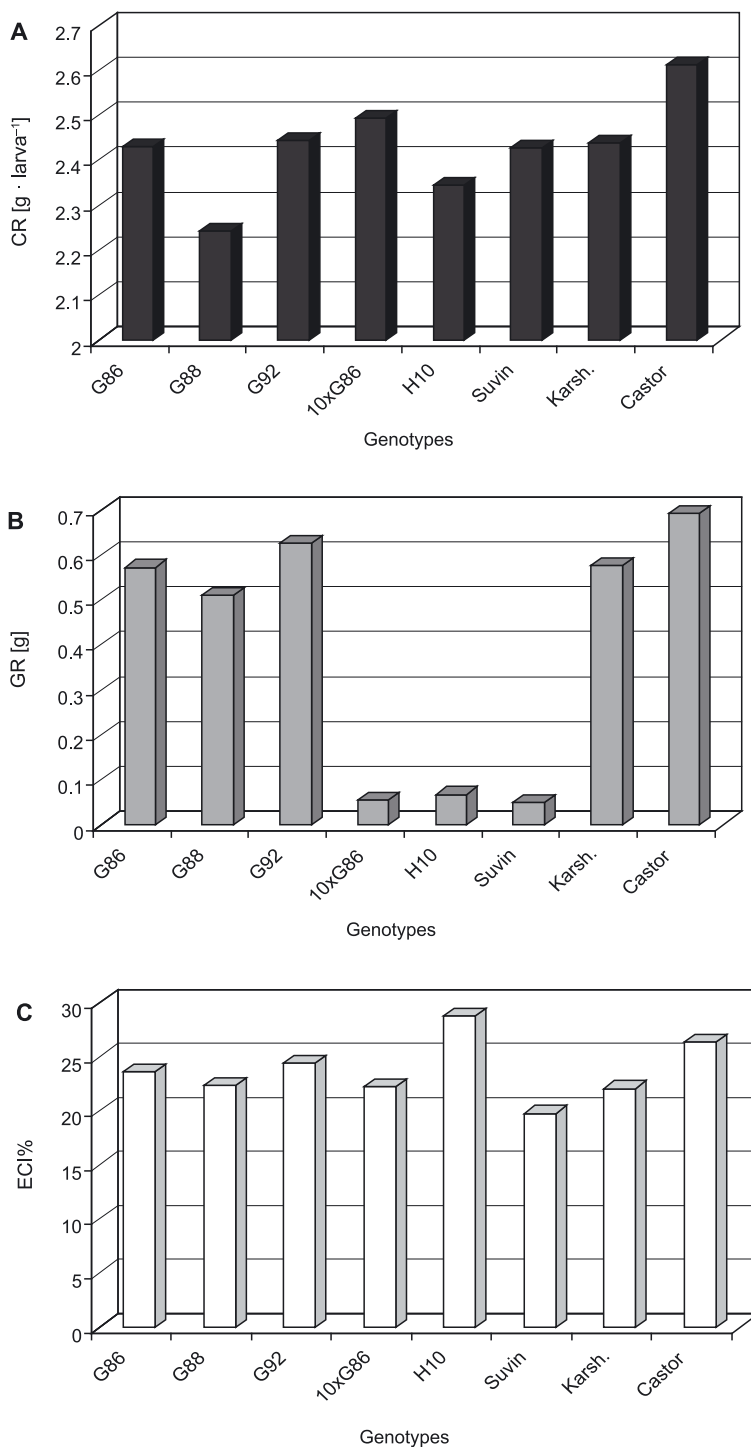 A
2.7
2.6
2.5
2.4
2.3
2.2
2.1
2
CR [g · larva⁻¹]
G86 G88 G92 10xG86 H10 Suvin Karsh. Castor
Genotypes
B
0.7
0.6
0.5
0.4
0.3
0.2
0.1
0
GR [g]
G86 G88 G92 10xG86 H10 Suvin Karsh. Castor
Genotypes
C
30
25
20
15
10
5
0
ECI%
G86 G88 G92 10xG86 H10 Suvin Karsh. Castor
Genotypes